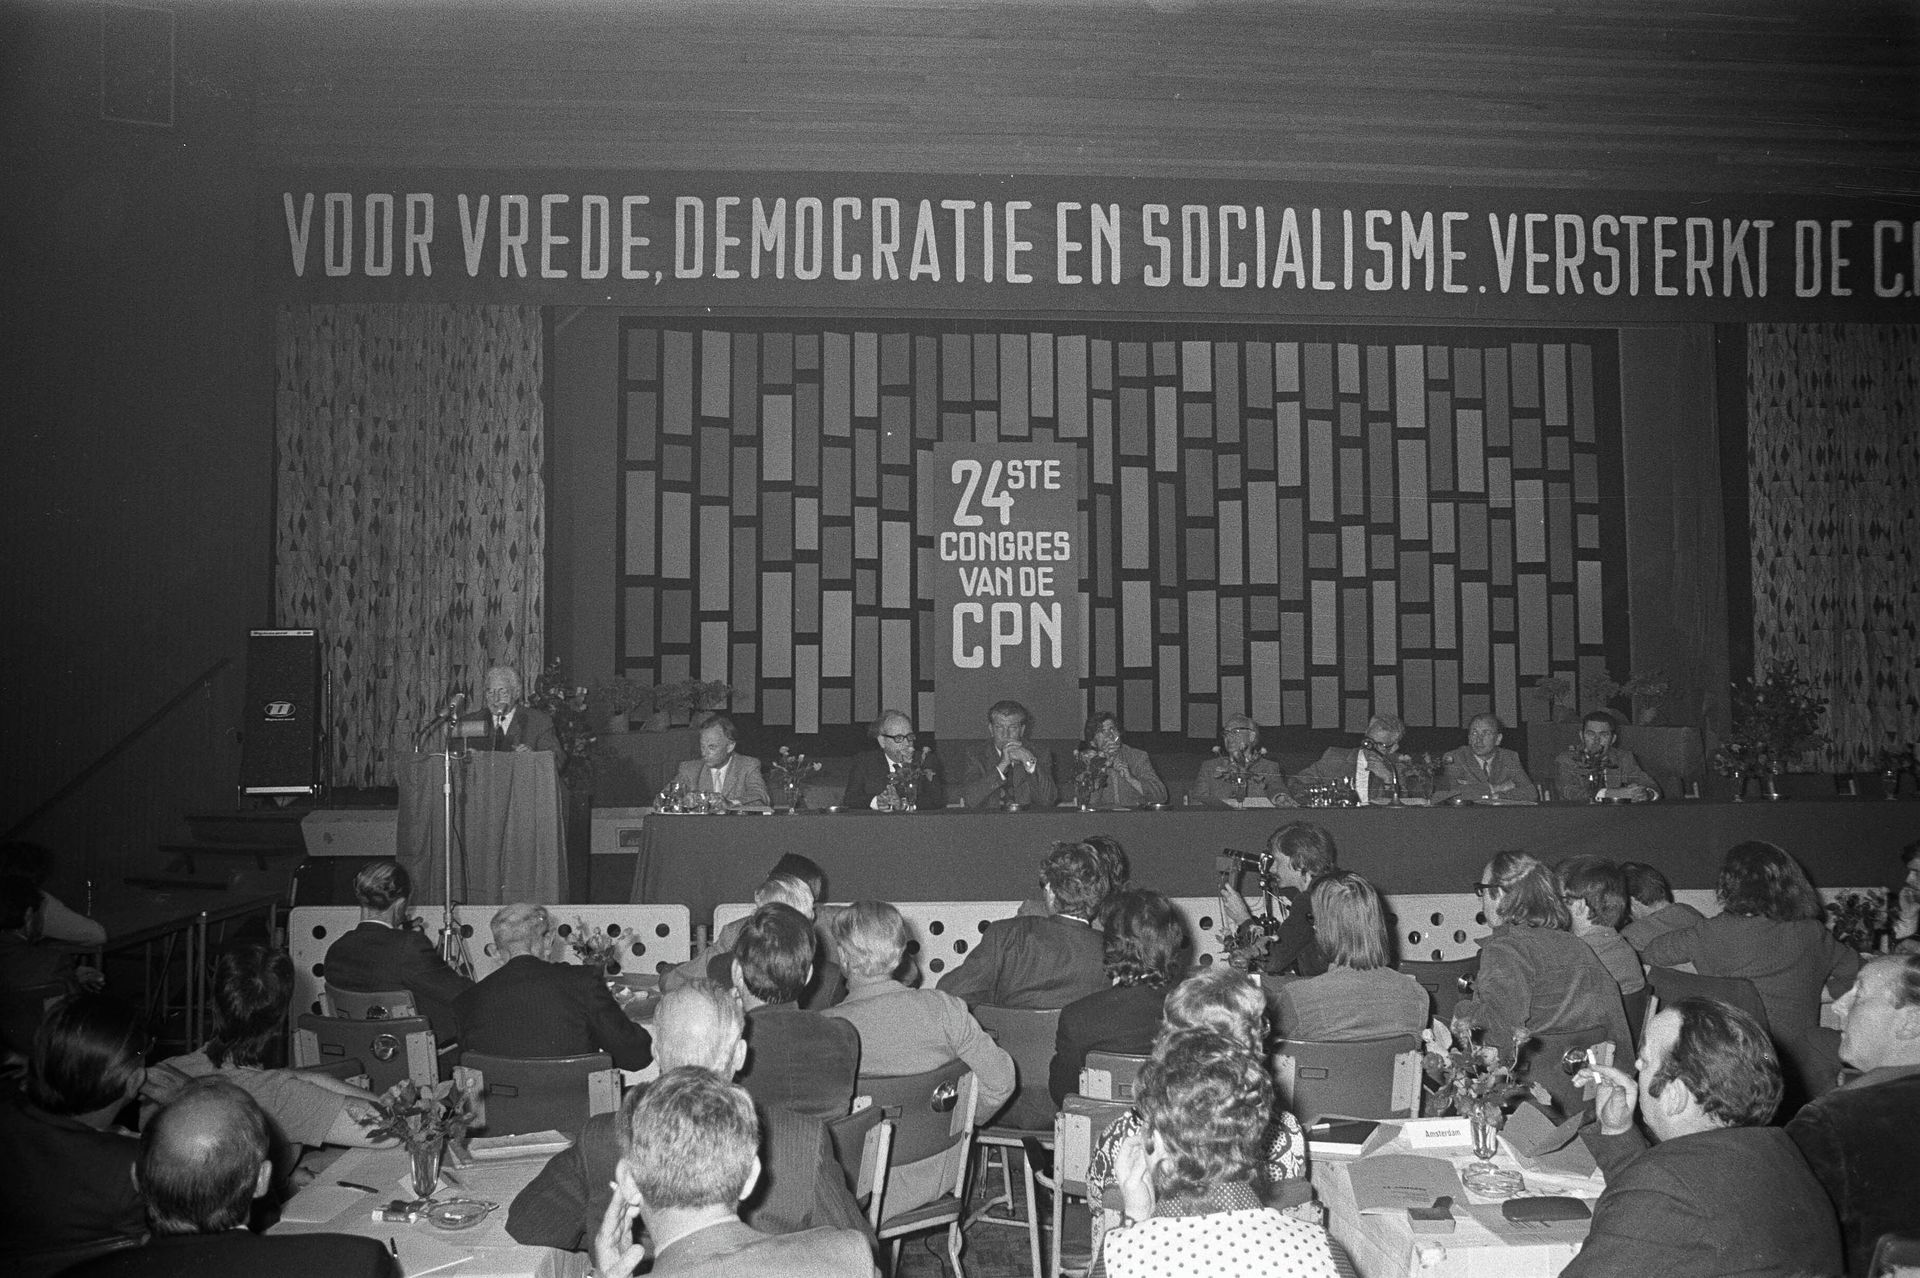 VOOR VREDE, DEMOCRATIE EN SOCIALISME. VERSTERKT DE C.
24STE
CONGRES
VAN DE
CPN
Amsterdam